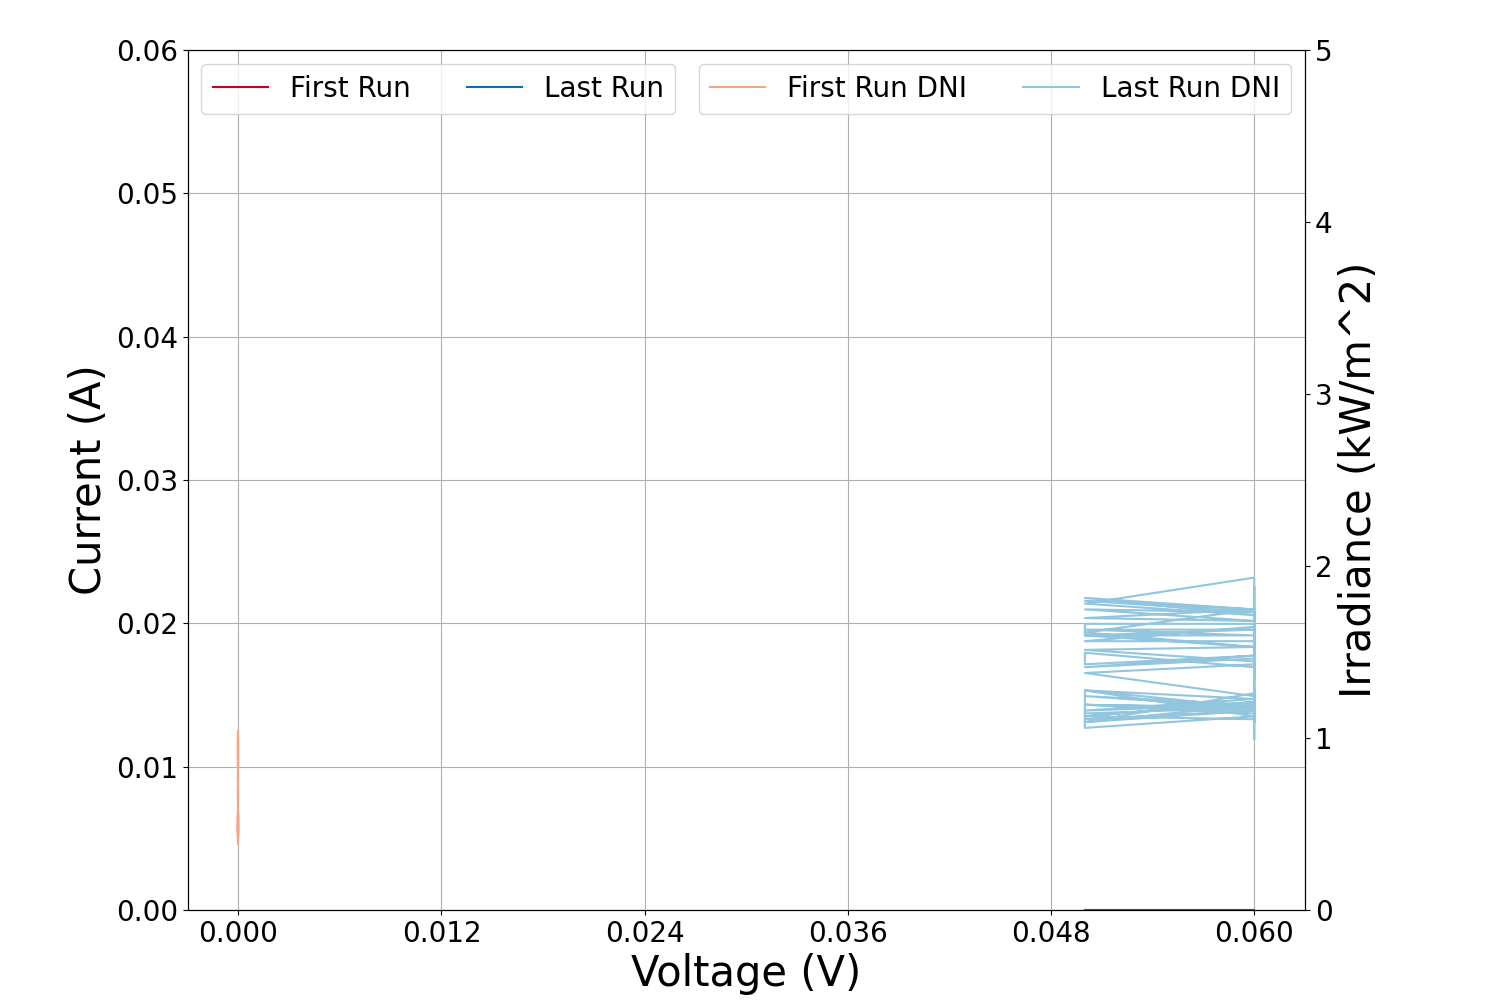 First Run
Last Run
First Run DNI
Last Run DNI
0.06
0.05
0.04
0.03
0.02
0.01
0.00
Current (A)
5
4
3
2
1
0
Irradiance (kW/m^2)
0.000
0.012
0.024
0.036
0.048
0.060
Voltage (V)